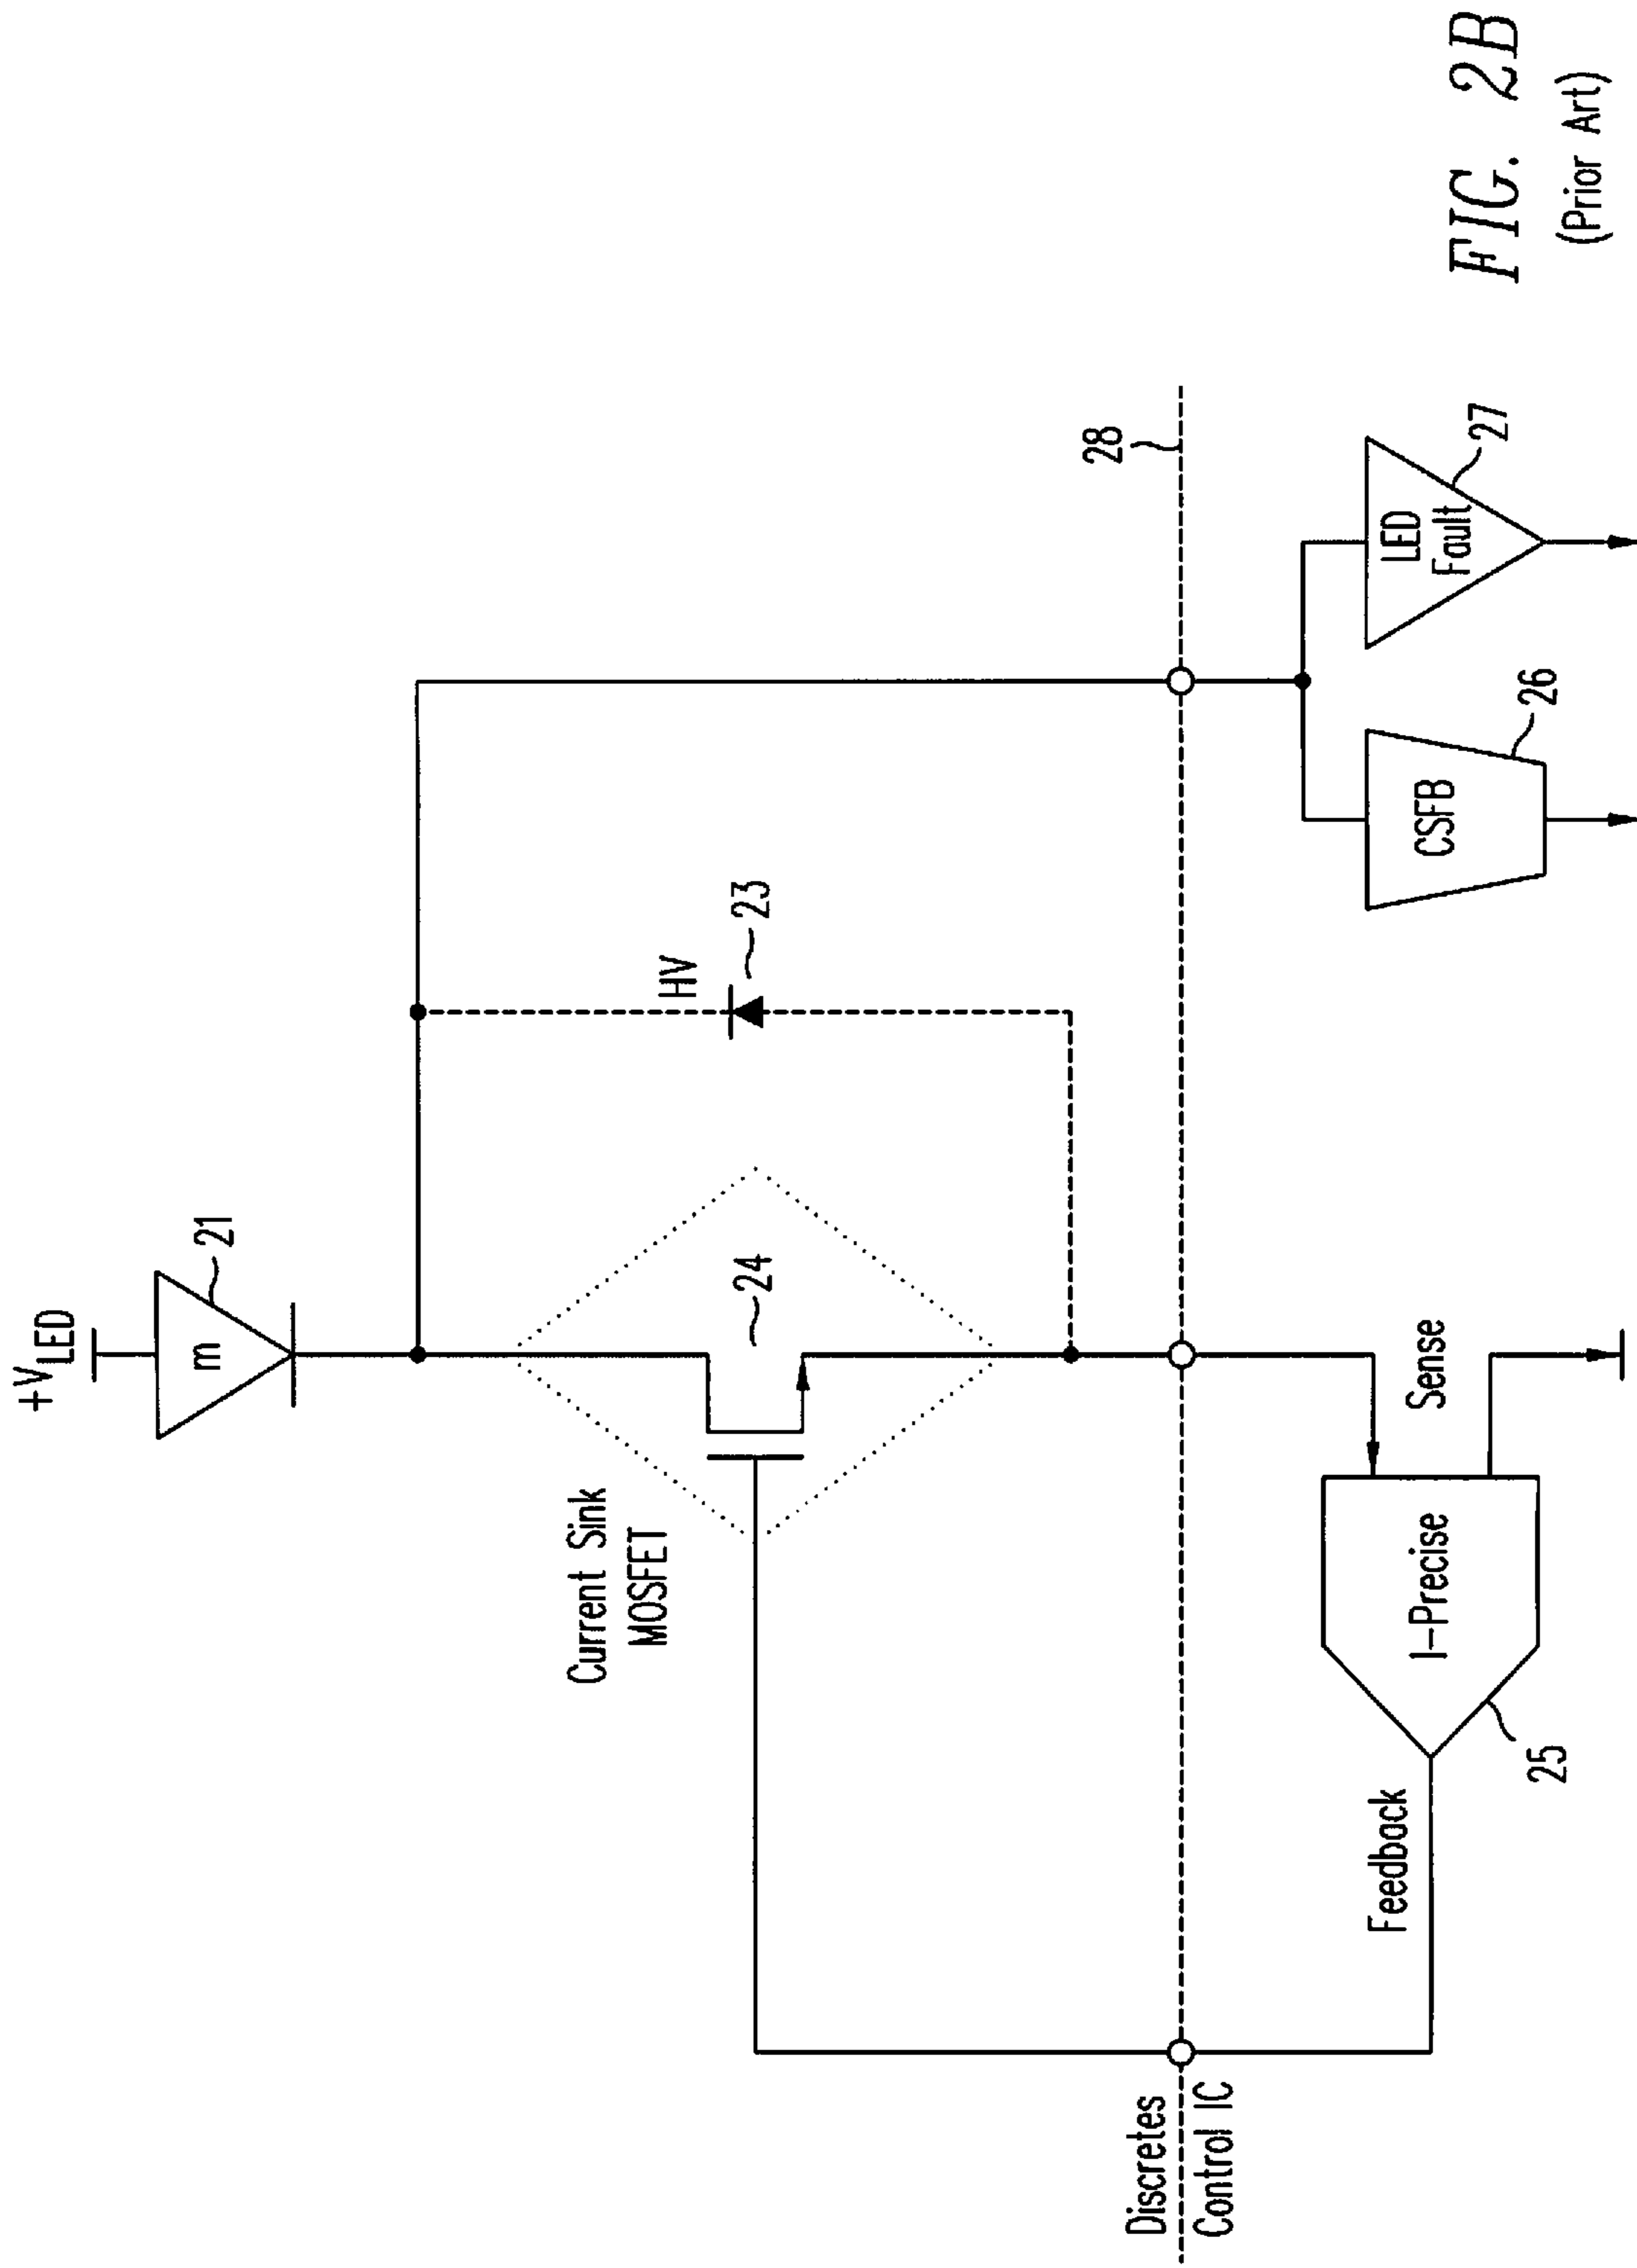 +VLED
m
21
Current Sink
MOSFET
24
HV
23
28
Discretes
Control IC
Feedback
I-Precise
25
Sense
CSFB
26
LED
Fault
27
FIG. 2B
(Prior Art)